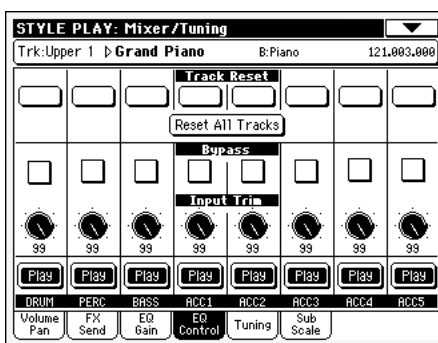 STYLE PLAY: Mixer/Tuning
Trk:Upper 1 ▷Grand Piano B:Piano 121.003.000
Track Reset
Reset All Tracks
Bypass
Input Trim
99 99 99 99 99 99 99 99
Play Play Play Play Play Play Play Play
DRUM PERC BASS ACC1 ACC2 ACC3 ACC4 ACC5
Volume Pan FX Send EQ Gain EQ Control Tuning Sub Scale